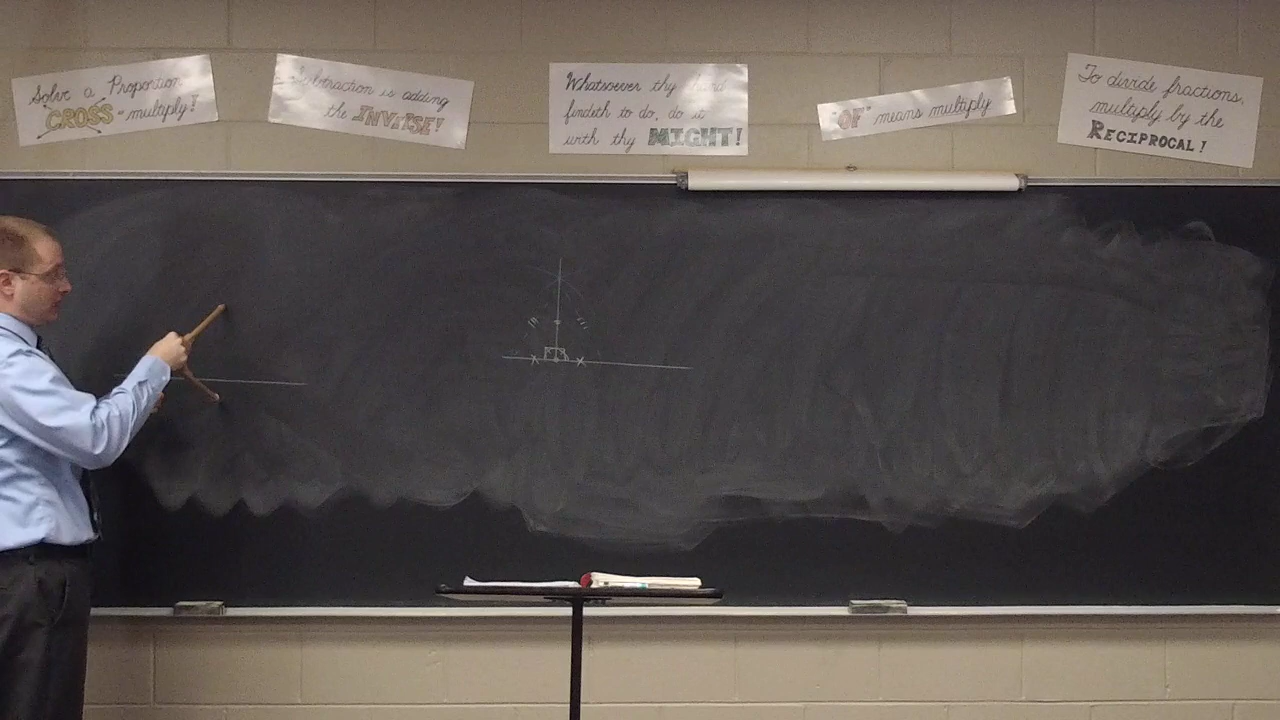 Solve a Proportion
"CROSS"-multiply!
Subtraction is adding
the INVERSE!
Whatsoever thy hand
findeth to do, do it
with thy MIGHT!
"OF" means multiply
To divide fractions,
multiply by the
RECIPROCAL!